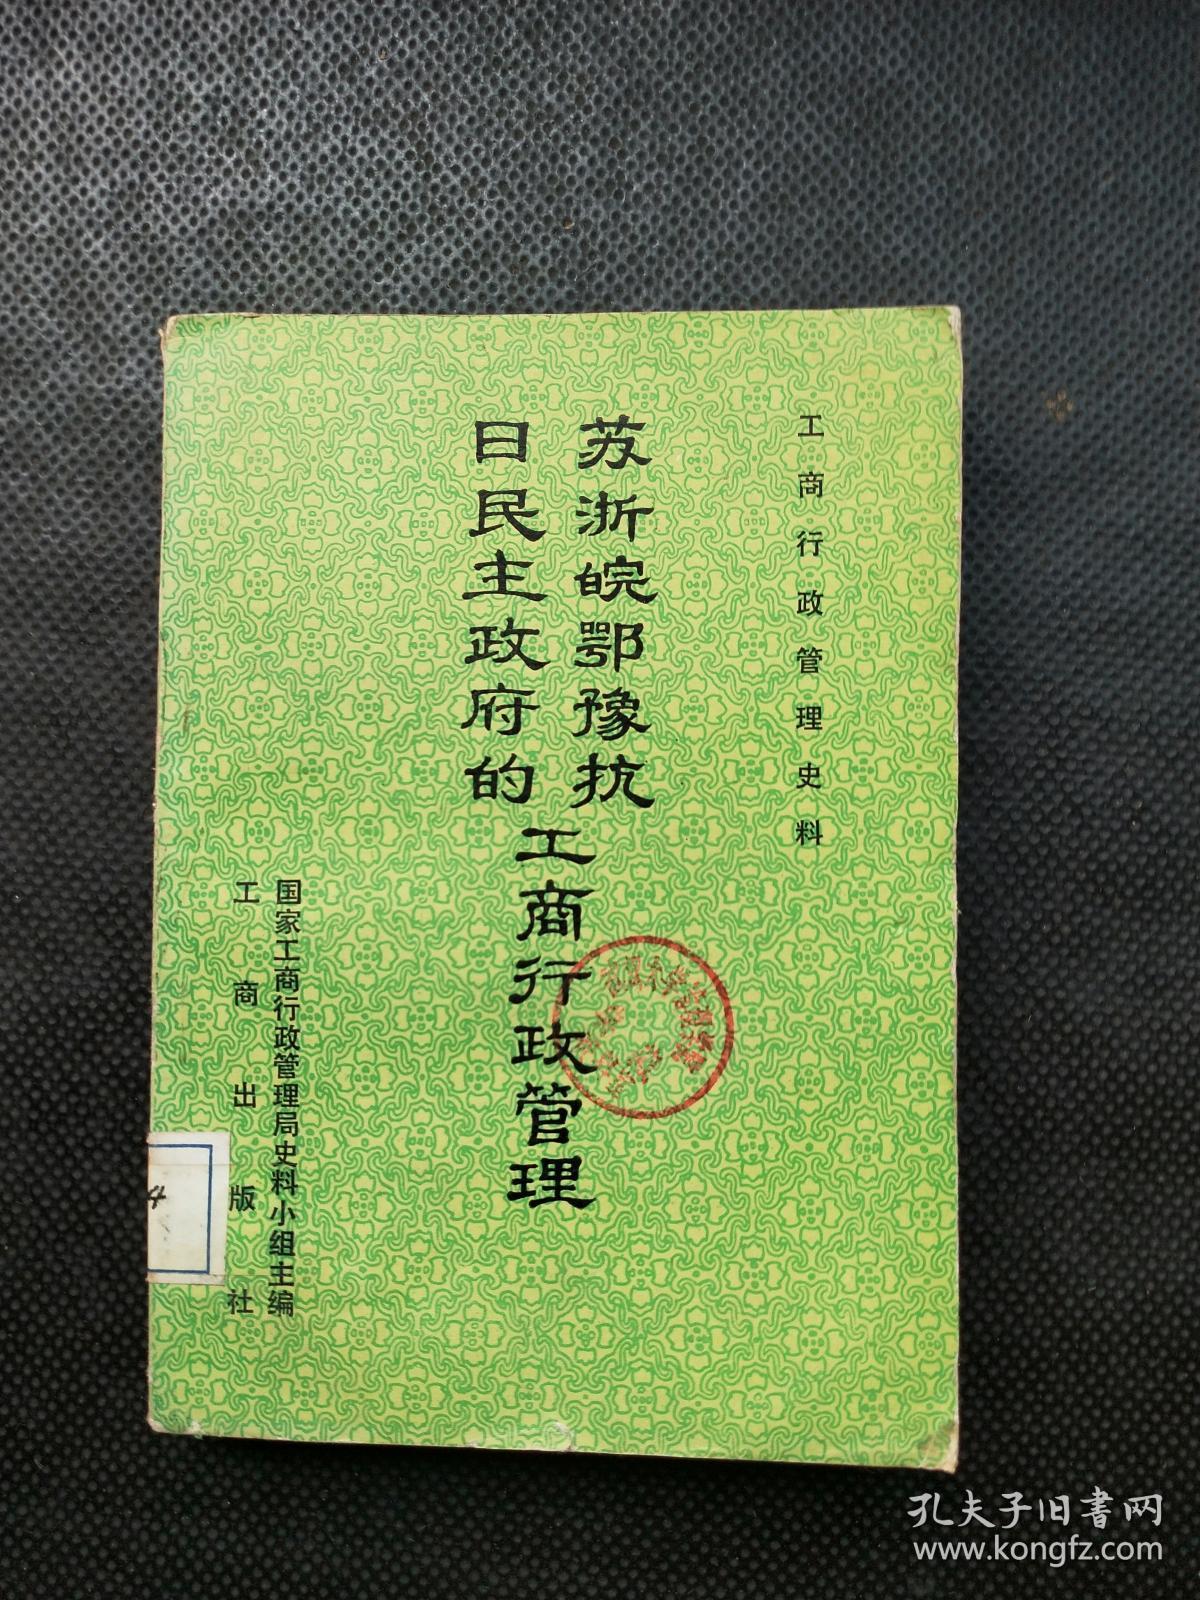 工商行政管理史料
苏浙皖鄂豫抗
日民主政府的
工商行政管理
国家工商行政管理局史料小组主编
工商出版社
4
孔夫子旧書网
www.kongfz.com